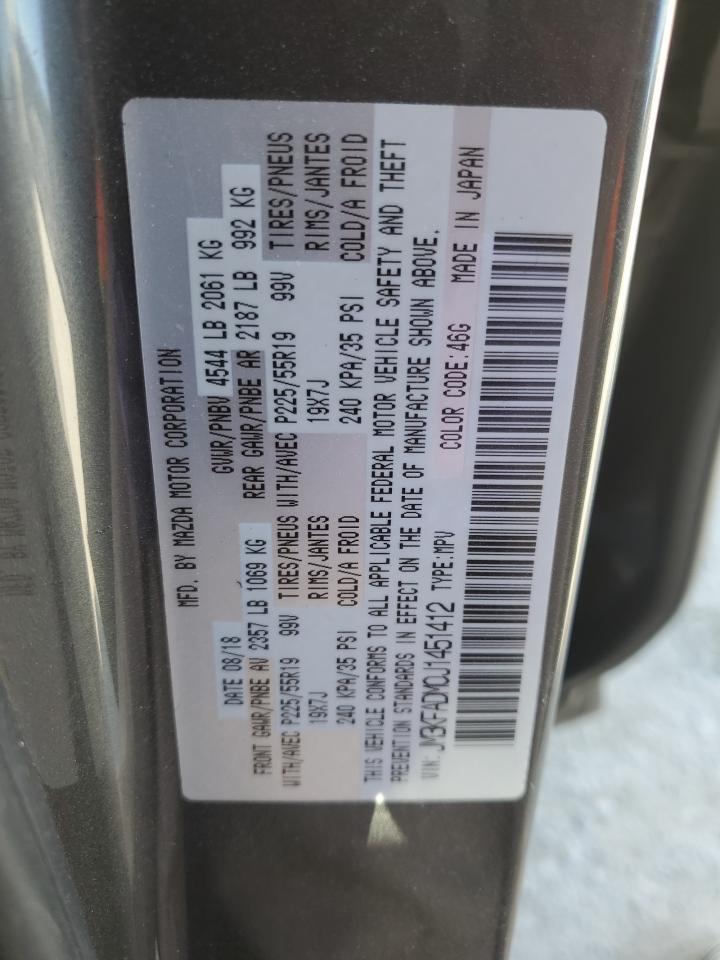 MFD. BY MAZDA MOTOR CORPORATION
DATE 08/18 GVWR/PNBV 4544 LB 2061 KG
FRONT GAWR/PNBE AV 2357 LB 1069 KG REAR GAWR/PNBE AR 2187 LB 992 KG
WITH/AVEC P225/55R19 99V TIRES/PNEUS WITH/AVEC P225/55R19 99V TIRES/PNEUS
19X7J RIMS/JANTES 19X7J RIMS/JANTES
240 KPA/35 PSI COLD/A FROID 240 KPA/35 PSI COLD/A FROID
THIS VEHICLE CONFORMS TO ALL APPLICABLE FEDERAL MOTOR VEHICLE SAFETY AND THEFT
PREVENTION STANDARDS IN EFFECT ON THE DATE OF MANUFACTURE SHOWN ABOVE.
VIN: JM3KFADM0J1451412 TYPE:MPV COLOR CODE:46G MADE IN JAPAN